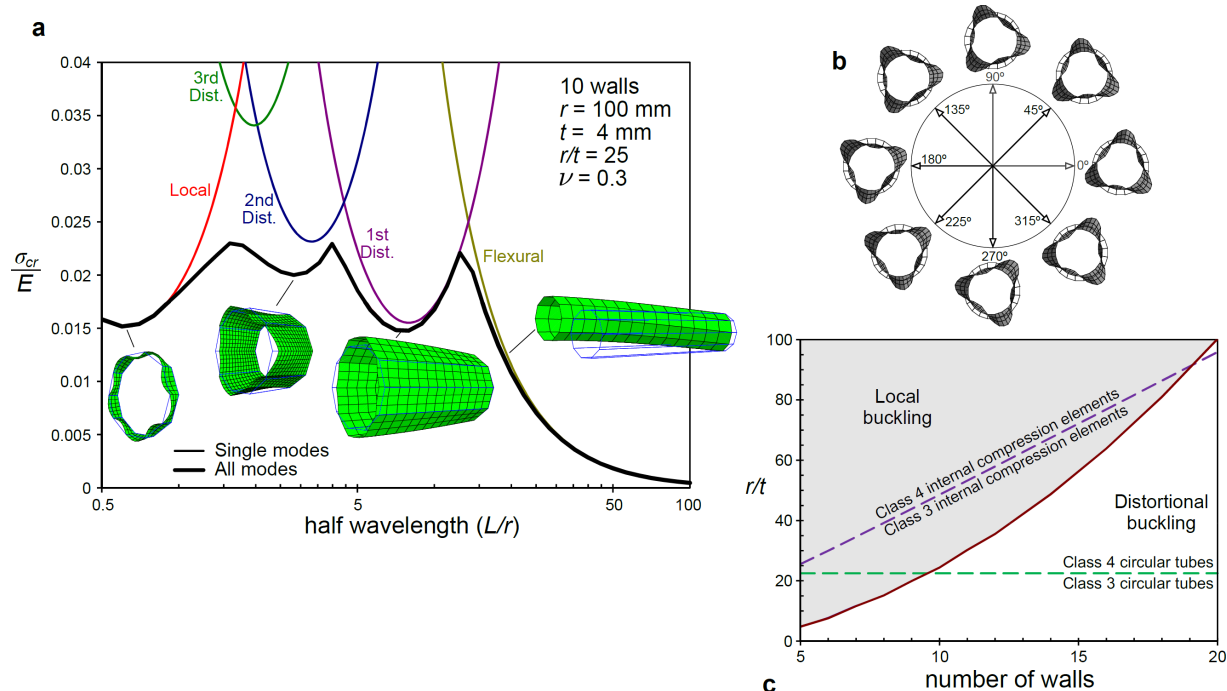 a
0.04
0.035
0.03
0.025
0.02
0.015
0.01
0.005
0
σcr
E
3rd
Dist.
Local
2nd
Dist.
1st
Dist.
Flexural
10 walls
r = 100 mm
t = 4 mm
r/t = 25
ν = 0.3
Single modes
All modes
0.5
5
50
100
half wavelength (L/r)
b
90º
135º
45º
180º
0º
225º
315º
270º
100
80
60
40
20
0
r/t
Local
buckling
Class 4 internal compression elements
Class 3 internal compression elements
Distortional
buckling
Class 4 circular tubes
Class 3 circular tubes
5
10
15
20
c
number of walls